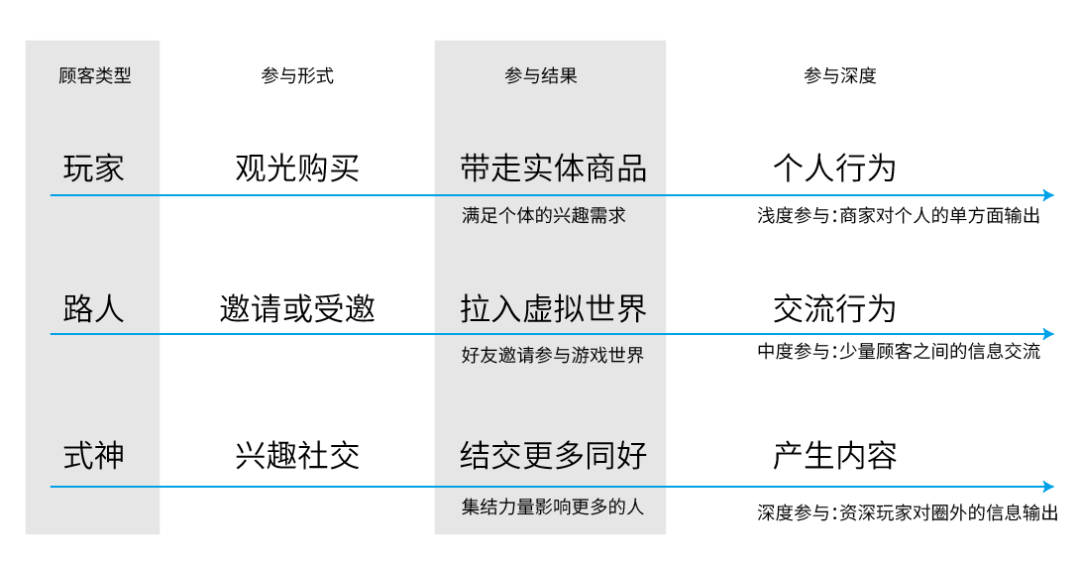 顾客类型 参与形式 参与结果 参与深度
玩家 观光购买 带走实体商品 个人行为
满足个体的兴趣需求 浅度参与:商家对个人的单方面输出
路人 邀请或受邀 拉入虚拟世界 交流行为
好友邀请参与游戏世界 中度参与:少量顾客之间的信息交流
式神 兴趣社交 结交更多同好 产生内容
集结力量影响更多的人 深度参与:资深玩家对圈外的信息输出